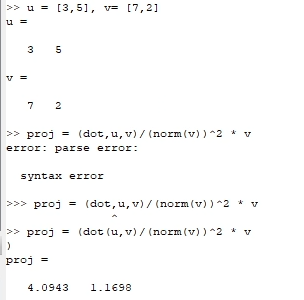 >> u = [3,5], v= [7,2]
u =
3 5
v =
7 2
>> proj = (dot,u,v)/(norm(v))^2 * v
error: parse error:
syntax error
>>> proj = (dot,u,v)/(norm(v))^2 * v
^
>> proj = (dot(u,v)/(norm(v))^2 * v
)
proj =
4.0943 1.1698